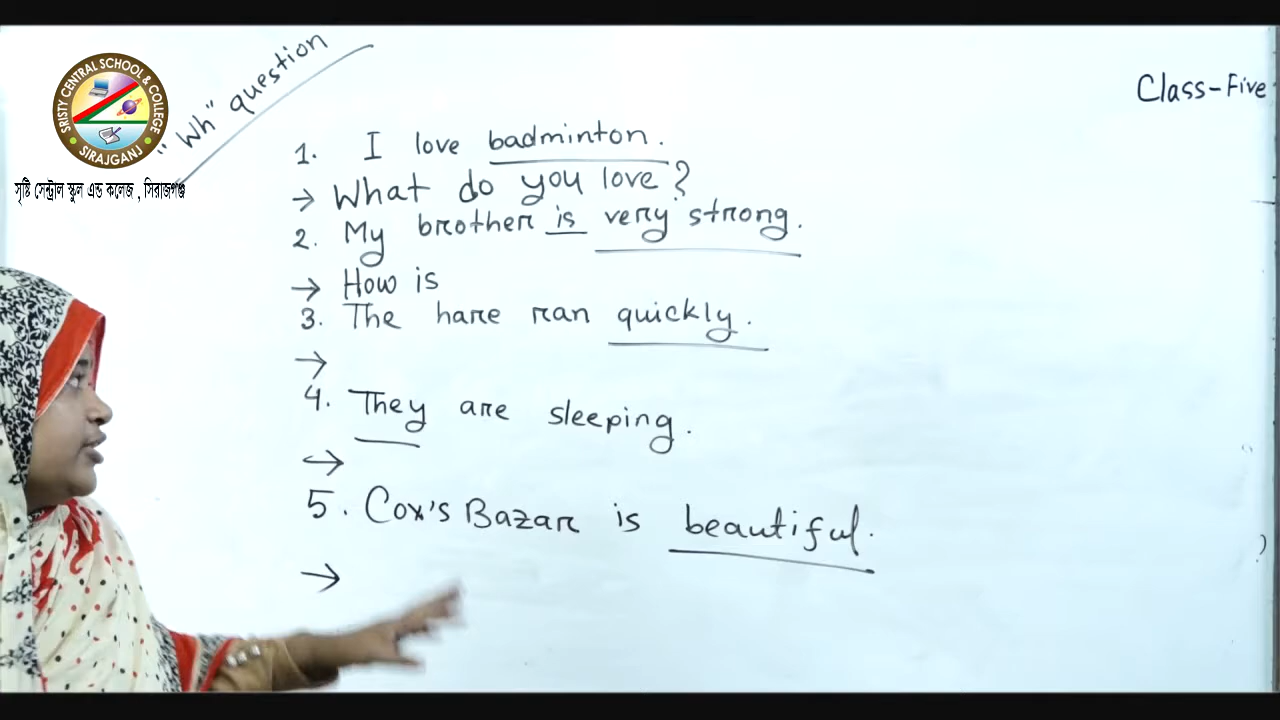 SRISTY CENTRAL SCHOOL & COLLEGE
SIRAJGANJ
সৃষ্টি সেন্ট্রাল স্কুল এন্ড কলেজ , সিরাজগঞ্জ
"Wh" question
Class-Five
1. I love badminton.
→ What do you love?
2. My brother is very strong.
→ How is
3. The hare ran quickly.
→
4. They are sleeping.
→
5. Cox's Bazar is beautiful.
→